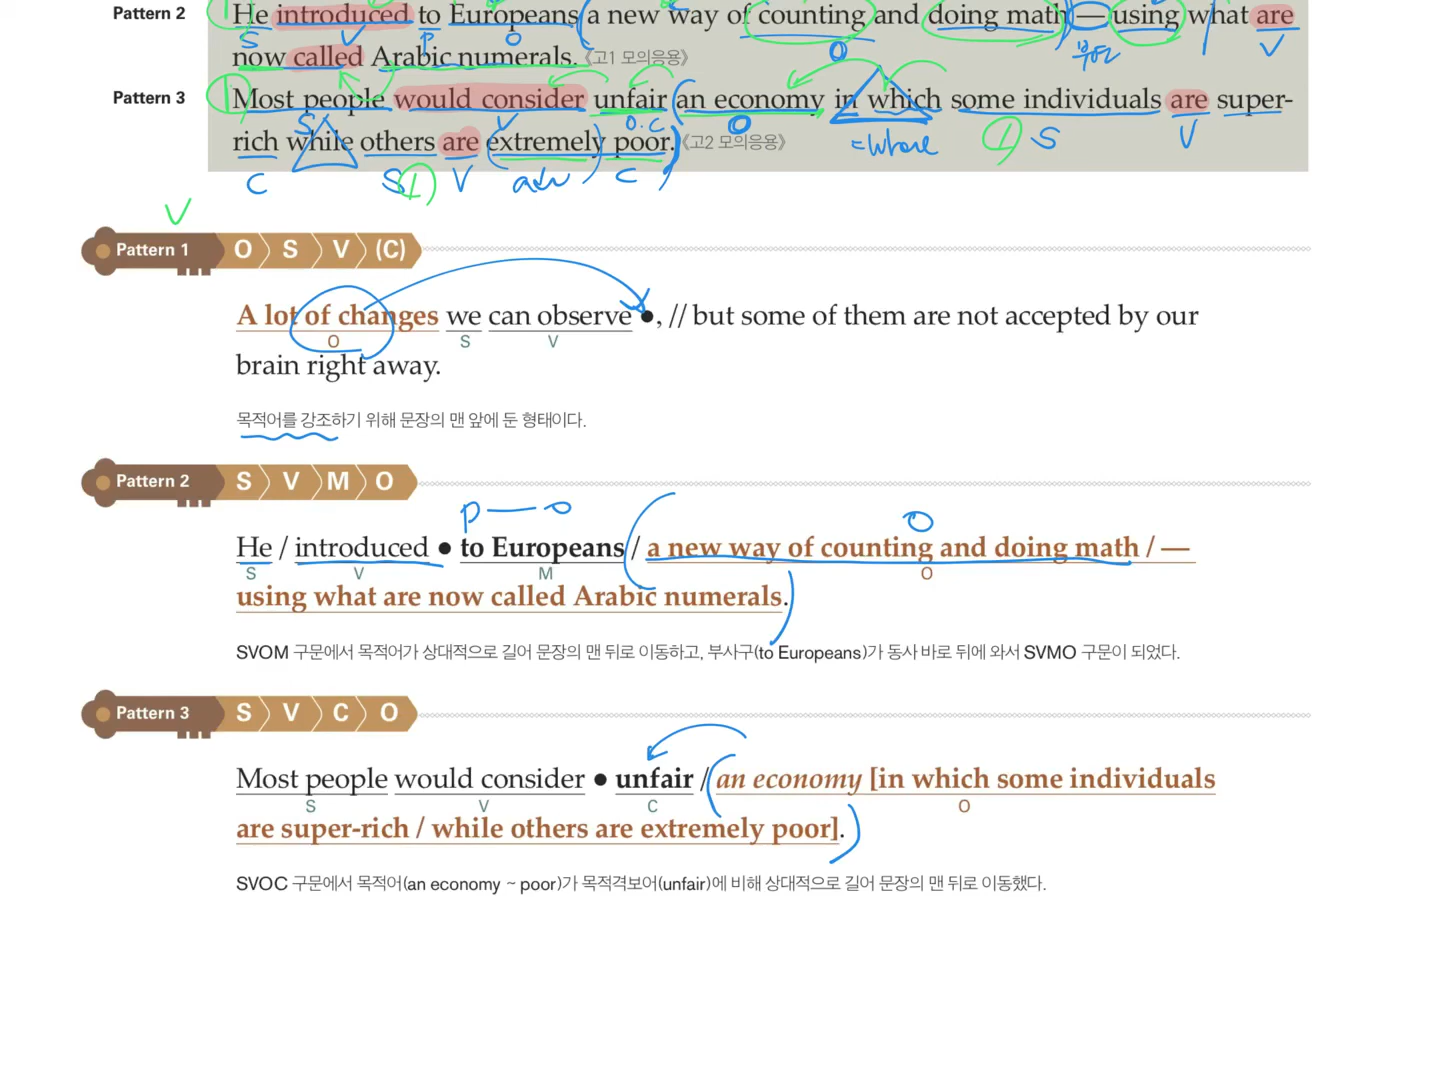 Pattern 2 He introduced to Europeans a new way of counting and doing math — using what are
S V P O O 부연 V
now called Arabic numerals. 《고1 모의응용》
Pattern 3 Most people would consider unfair an economy in which some individuals are super-
S V O.C O =where S V
rich while others are extremely poor. 《고2 모의응용》
C S V adv C
V
Pattern 1 O S V (C)
A lot of changes we can observe ●, // but some of them are not accepted by our
O S V
brain right away.
목적어를 강조하기 위해 문장의 맨 앞에 둔 형태이다.
Pattern 2 S V M O
P — O O
He / introduced ● to Europeans / a new way of counting and doing math / —
S V M O
using what are now called Arabic numerals.
SVOM 구문에서 목적어가 상대적으로 길어 문장의 맨 뒤로 이동하고, 부사구(to Europeans)가 동사 바로 뒤에 와서 SVMO 구문이 되었다.
Pattern 3 S V C O
Most people would consider ● unfair / an economy [in which some individuals
S V C O
are super-rich / while others are extremely poor].
SVOC 구문에서 목적어(an economy ~ poor)가 목적격보어(unfair)에 비해 상대적으로 길어 문장의 맨 뒤로 이동했다.